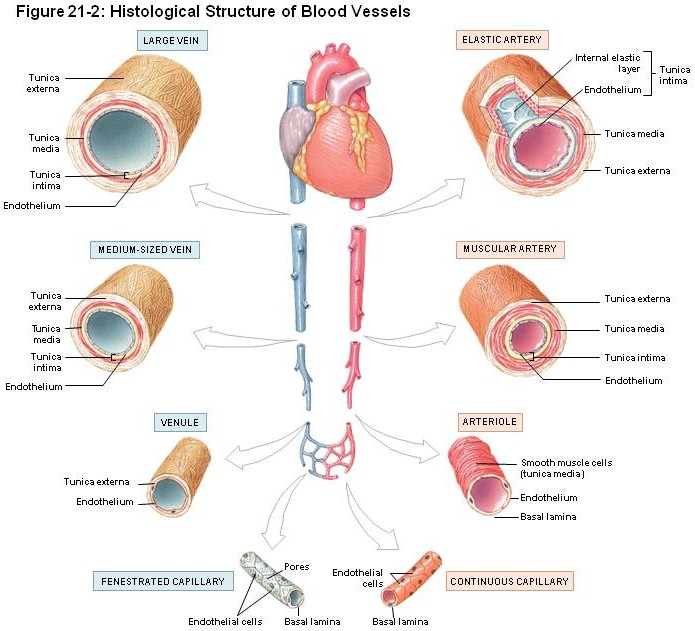 Figure 21-2: Histological Structure of Blood Vessels
LARGE VEIN
Tunica
externa
Tunica
media
Tunica
intima
Endothelium
ELASTIC ARTERY
Internal elastic
layer
Endothelium
Tunica
intima
Tunica media
Tunica externa
MEDIUM-SIZED VEIN
Tunica
externa
Tunica
media
Tunica
intima
Endothelium
MUSCULAR ARTERY
Tunica externa
Tunica media
Tunica intima
Endothelium
VENULE
Tunica externa
Endothelium
ARTERIOLE
Smooth muscle cells
(tunica media)
Endothelium
Basal lamina
FENESTRATED CAPILLARY
Pores
Endothelial cells
Basal lamina
Endothelial
cells
Basal lamina
CONTINUOUS CAPILLARY